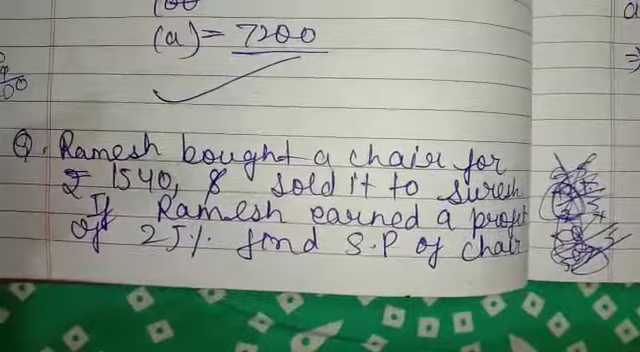 (a) = 7200
Q. Ramesh bought a chair for
₹ 1540, & sold it to suresh
If Ramesh earned a profit
of 25% find S.P of chair